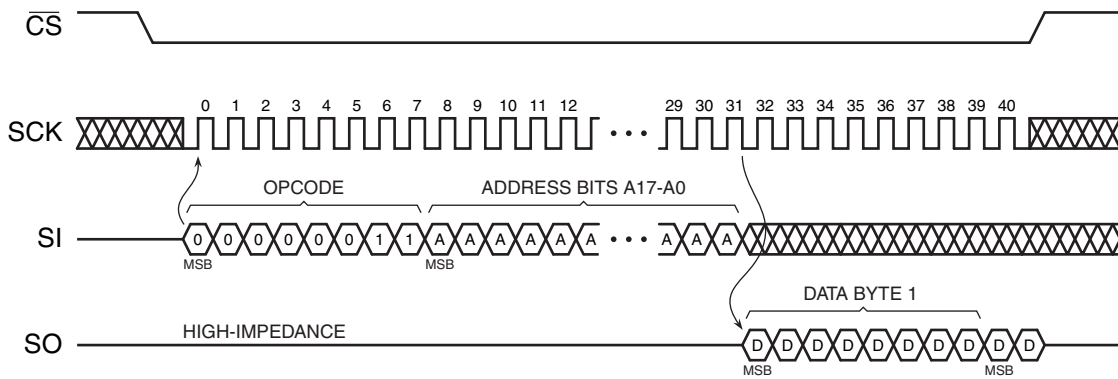 CS
0 1 2 3 4 5 6 7 8 9 10 11 12 29 30 31 32 33 34 35 36 37 38 39 40
SCK
OPCODE ADDRESS BITS A17-A0
SI 0 0 0 0 0 0 1 1 A A A A A A A A A
MSB MSB
DATA BYTE 1
HIGH-IMPEDANCE
SO D D D D D D D D D D
MSB MSB